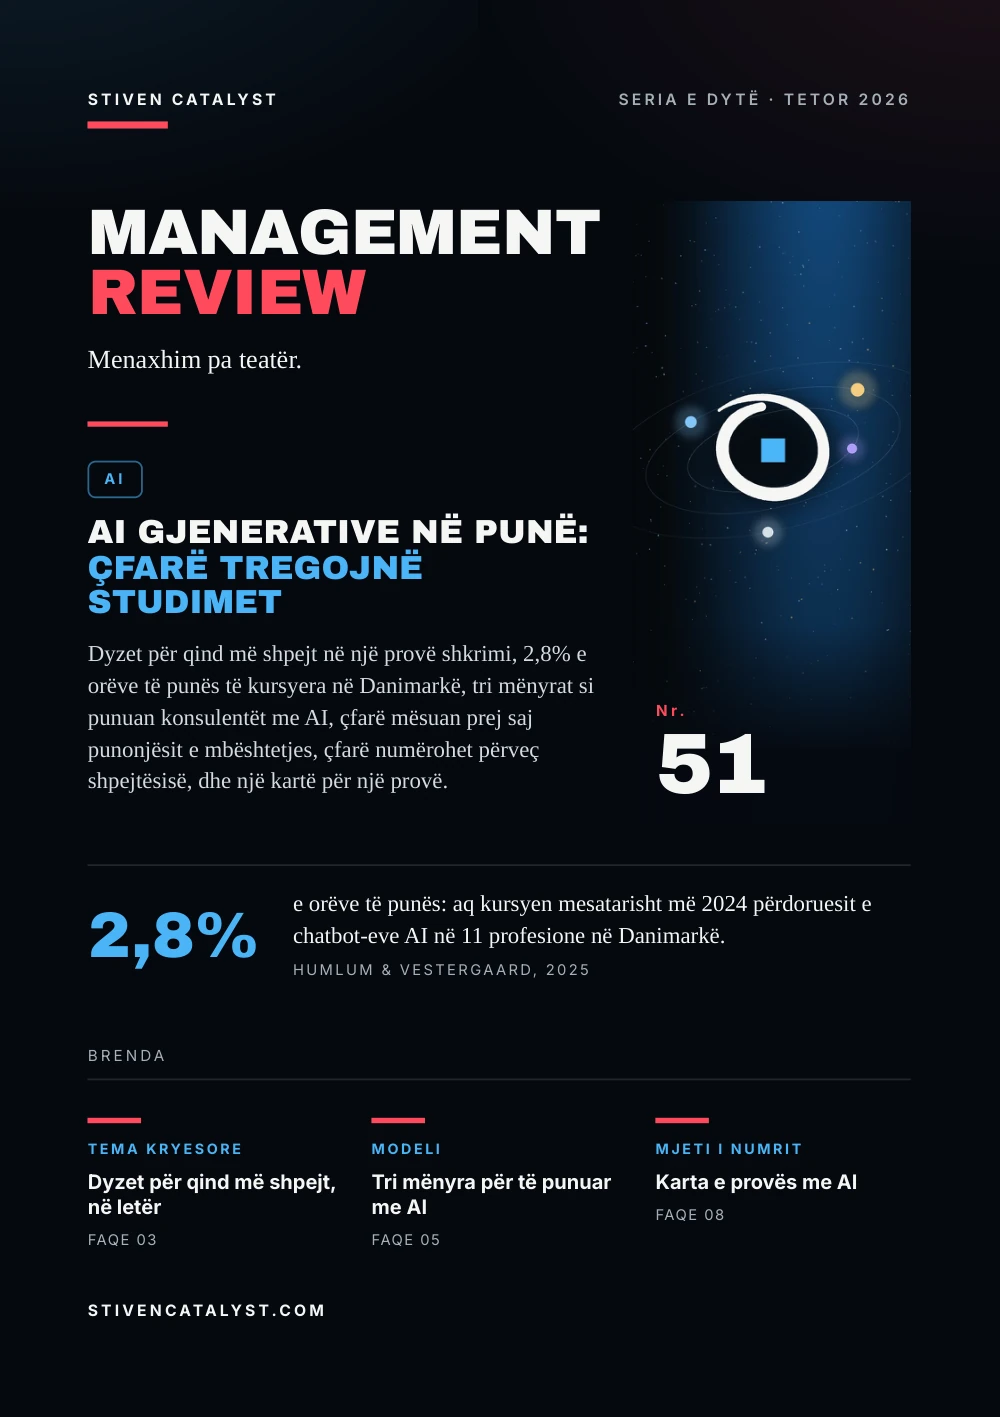 STIVEN CATALYST
SERIA E DYTË · TETOR 2026
MANAGEMENT
REVIEW
Menaxhim pa teatër.
AI
AI GJENERATIVE NË PUNË:
ÇFARË TREGOJNË
STUDIMET
Dyzet për qind më shpejt në një provë shkrimi, 2,8% e
orëve të punës të kursyera në Danimarkë, tri mënyrat si
punuan konsulentët me AI, çfarë mësuan prej saj
punonjësit e mbështetjes, çfarë numërohet përveç
shpejtësisë, dhe një kartë për një provë.
Nr.
51
2,8%
e orëve të punës: aq kursyen mesatarisht më 2024 përdoruesit e
chatbot-eve AI në 11 profesione në Danimarkë.
HUMLUM & VESTERGAARD, 2025
BRENDA
TEMA KRYESORE
Dyzet për qind më shpejt,
në letër
FAQE 03
MODELI
Tri mënyra për të punuar
me AI
FAQE 05
MJETI I NUMRIT
Karta e provës me AI
FAQE 08
STIVENCATALYST.COM